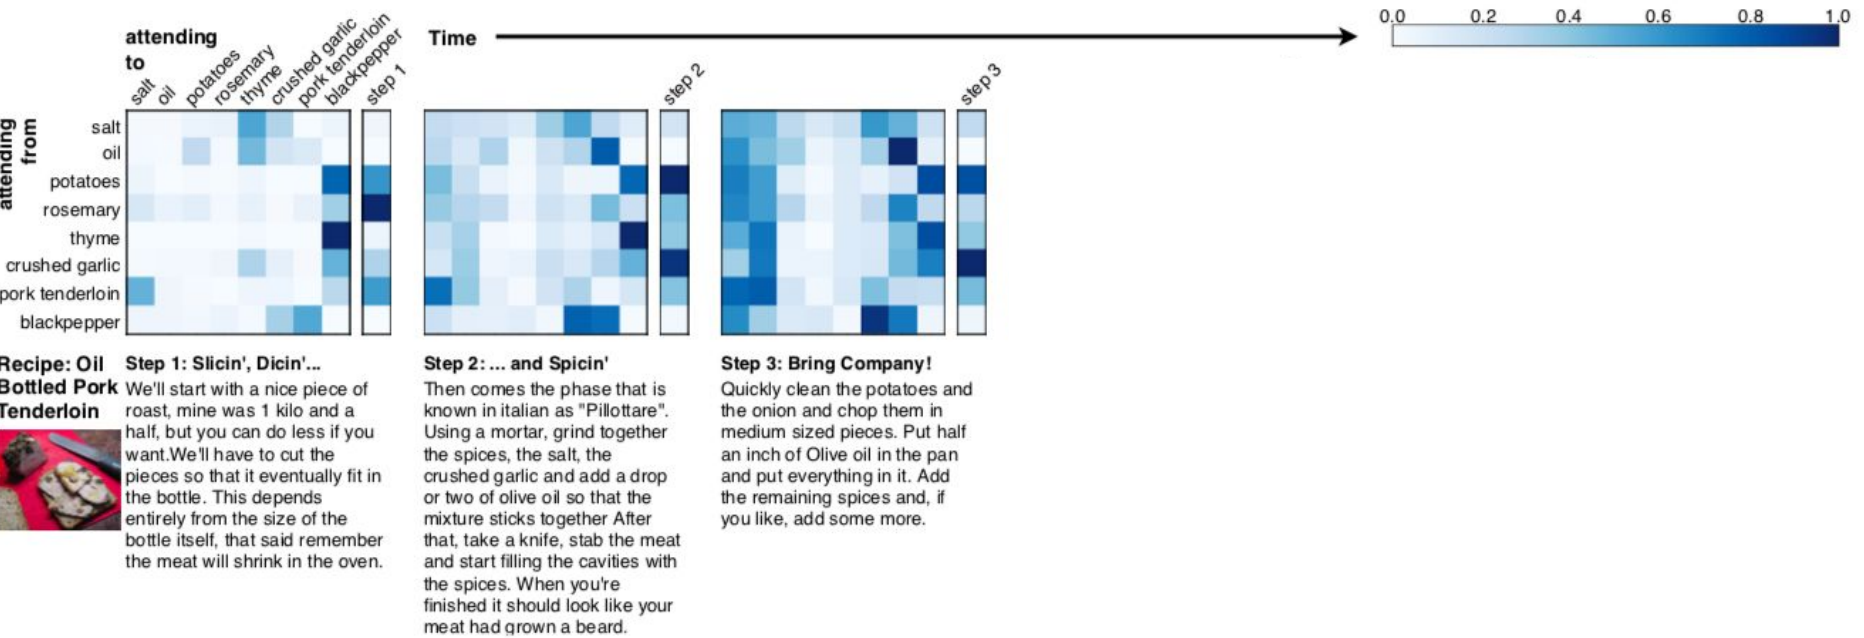 attending
to
salt
oil
potatoes
rosemary
thyme
crushed garlic
pork tenderloin
blackpepper
step 1
Time
step 2
step 3
0.0 0.2 0.4 0.6 0.8 1.0
attending
from
salt
oil
potatoes
rosemary
thyme
crushed garlic
pork tenderloin
blackpepper
Recipe: Oil
Bottled Pork
Tenderloin
Step 1: Slicin', Dicin'...
We'll start with a nice piece of
roast, mine was 1 kilo and a
half, but you can do less if you
want.We'll have to cut the
pieces so that it eventually fit in
the bottle. This depends
entirely from the size of the
bottle itself, that said remember
the meat will shrink in the oven.
Step 2: ... and Spicin'
Then comes the phase that is
known in italian as "Pillottare".
Using a mortar, grind together
the spices, the salt, the
crushed garlic and add a drop
or two of olive oil so that the
mixture sticks together After
that, take a knife, stab the meat
and start filling the cavities with
the spices. When you're
finished it should look like your
meat had grown a beard.
Step 3: Bring Company!
Quickly clean the potatoes and
the onion and chop them in
medium sized pieces. Put half
an inch of Olive oil in the pan
and put everything in it. Add
the remaining spices and, if
you like, add some more.